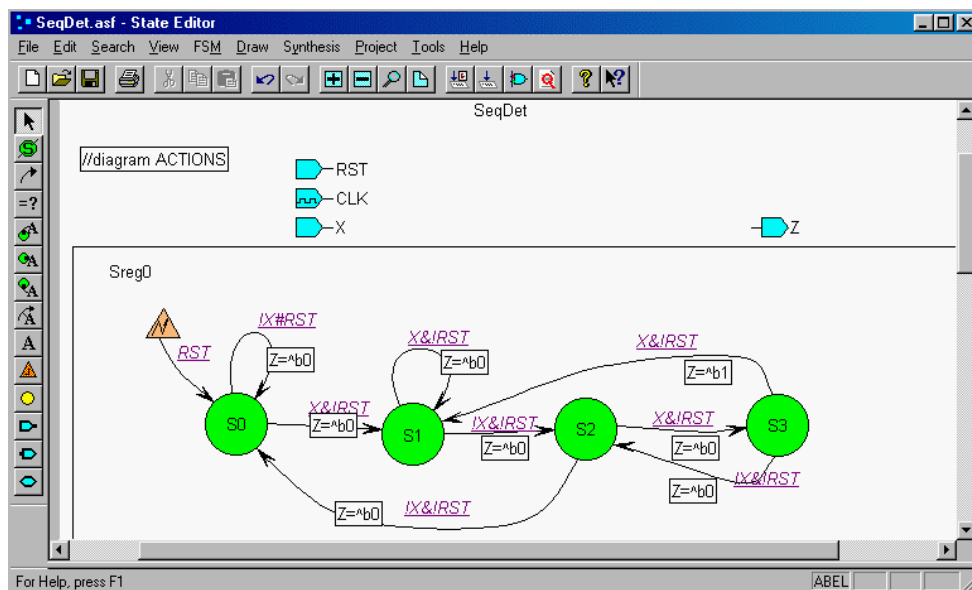 SeqDet.asf - State Editor
File Edit Search View FSM Draw Synthesis Project Tools Help
SeqDet
//diagram ACTIONS
RST
CLK
X
Z
Sreg0
RST
!X#RST
Z=^b0
X&!RST
Z=^b0
X&!RST
Z=^b1
S0
X&!RST
Z=^b0
S1
!X&!RST
Z=^b0
S2
X&!RST
Z=^b0
S3
!X&!RST
Z=^b0
!X&!RST
Z=^b0
For Help, press F1
ABEL